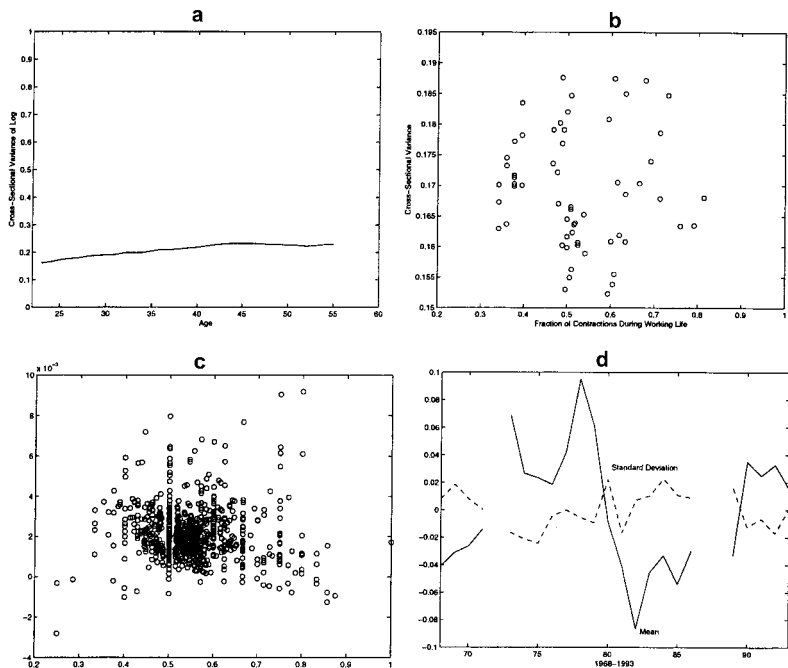 a
1
0.9
0.8
0.7
0.6
0.5
0.4
0.3
0.2
0.1
0
Cross-Sectional Variance of Log
25 30 35 40 45 50 55 60
Age
b
0.195
0.19
0.185
0.18
0.175
0.17
0.165
0.16
0.155
0.15
Cross-Sectional Variance
0.2 0.3 0.4 0.5 0.6 0.7 0.8 0.9 1
Fraction of Contractions During Working Life
c
x 10⁻³
10
8
6
4
2
0
-2
-4
0.2 0.3 0.4 0.5 0.6 0.7 0.8 0.9 1
d
0.1
0.08
0.06
0.04
0.02
0
-0.02
-0.04
-0.06
-0.08
-0.1
Standard Deviation
Mean
70 75 80 85 90
1968-1993